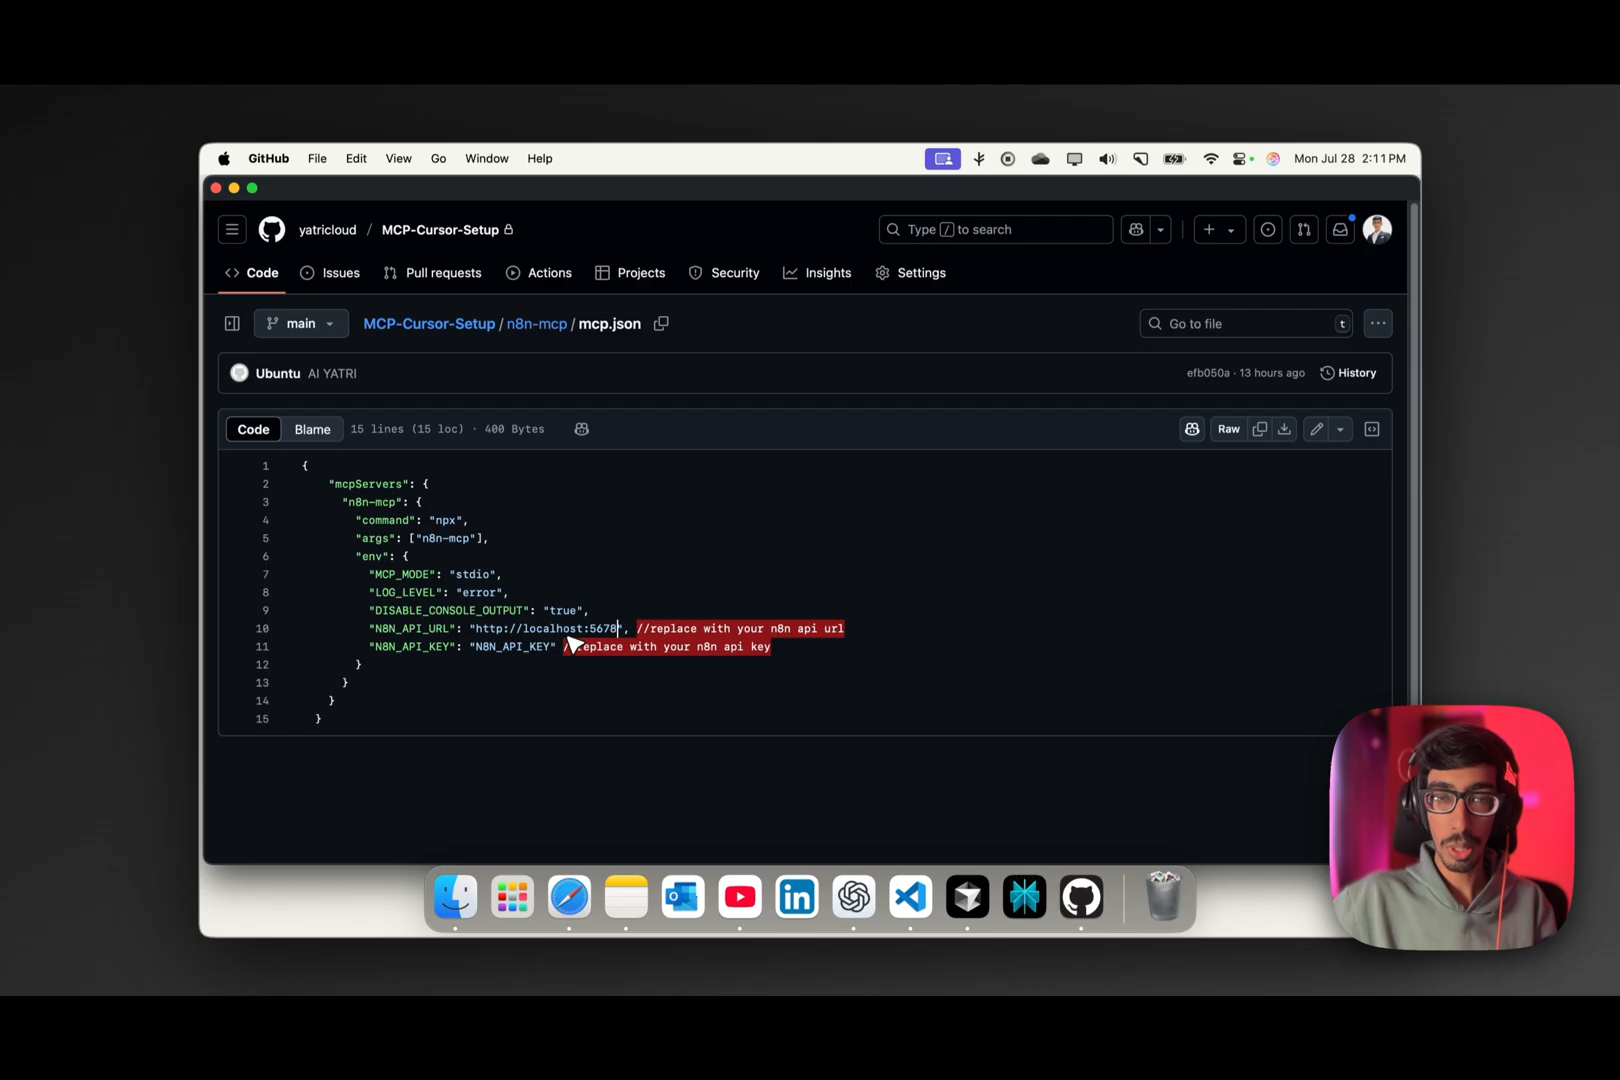 GitHub File Edit View Go Window Help Mon Jul 28 2:11 PM
yatricloud / MCP-Cursor-Setup Type / to search
Code Issues Pull requests Actions Projects Security Insights Settings
main MCP-Cursor-Setup / n8n-mcp / mcp.json Go to file t
Ubuntu AI YATRI efb050a · 13 hours ago History
Code Blame 15 lines (15 loc) · 400 Bytes Raw
1 {
2 "mcpServers": {
3 "n8n-mcp": {
4 "command": "npx",
5 "args": ["n8n-mcp"],
6 "env": {
7 "MCP_MODE": "stdio",
8 "LOG_LEVEL": "error",
9 "DISABLE_CONSOLE_OUTPUT": "true",
10 "N8N_API_URL": "http://localhost:5678", //replace with your n8n api url
11 "N8N_API_KEY": "N8N_API_KEY" //replace with your n8n api key
12 }
13 }
14 }
15 }
in